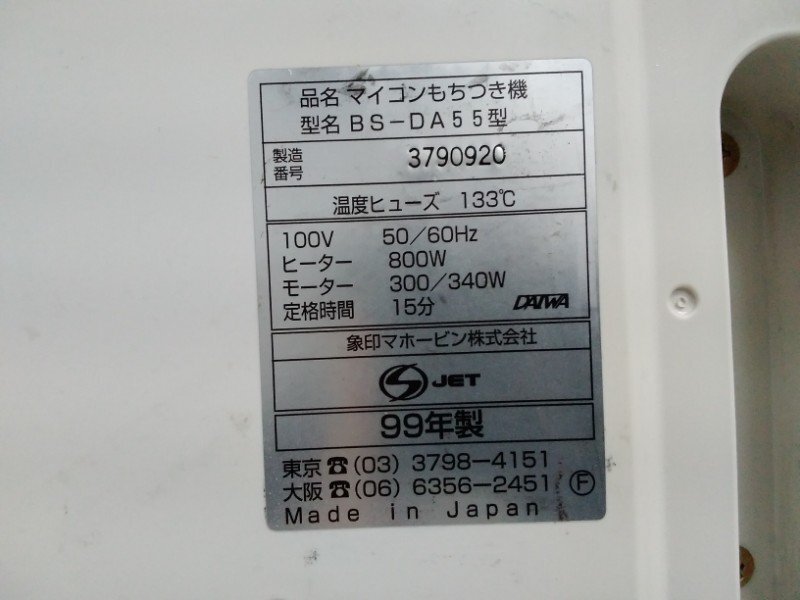 品名 マイコンもちつき機
型名 BS-DA55型
製造番号 3790920
温度ヒューズ 133℃
100V 50/60Hz
ヒーター 800W
モーター 300/340W
定格時間 15分 DAIWA
象印マホービン株式会社
S JET
99年製
東京☎(03) 3798-4151
大阪☎(06) 6356-2451 Ⓕ
Made in Japan